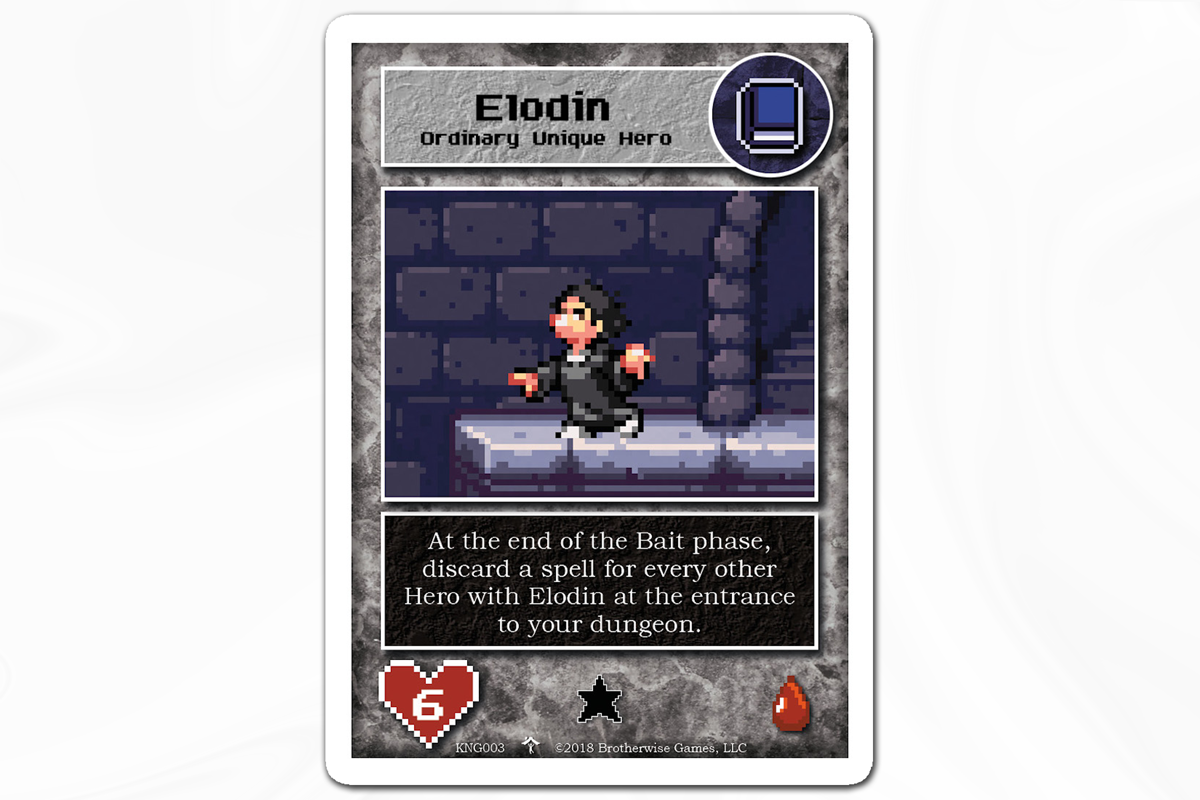 Elodin
Ordinary Unique Hero
At the end of the Bait phase,
discard a spell for every other
Hero with Elodin at the entrance
to your dungeon.
6
KNG003 ©2018 Brotherwise Games, LLC